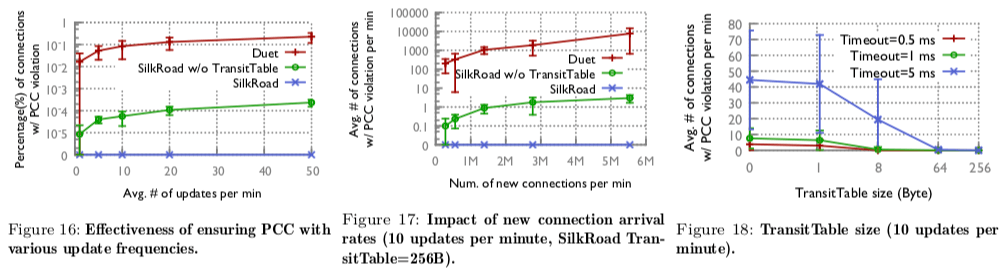 Percentage(%) of connections
w/ PCC violation
1
10⁻¹
10⁻²
10⁻³
10⁻⁴
10⁻⁵
0
Duet
SilkRoad w/o TransitTable
SilkRoad
0 10 20 30 40 50
Avg. # of updates per min
Figure 16: Effectiveness of ensuring PCC with
various update frequencies.
Avg. # of connections
w/ PCC violation per min
100000
10000
1000
100
10
1
0.1
0
Duet
SilkRoad w/o TransitTable
SilkRoad
0 1M 2M 3M 4M 5M 6M
Num. of new connections per min
Figure 17: Impact of new connection arrival
rates (10 updates per minute, SilkRoad Tran-
sitTable=256B).
Avg. # of connections
w/ PCC violation per min
80
70
60
50
40
30
20
10
0
Timeout=0.5 ms
Timeout=1 ms
Timeout=5 ms
0 1 8 64 256
TransitTable size (Byte)
Figure 18: TransitTable size (10 updates per
minute).